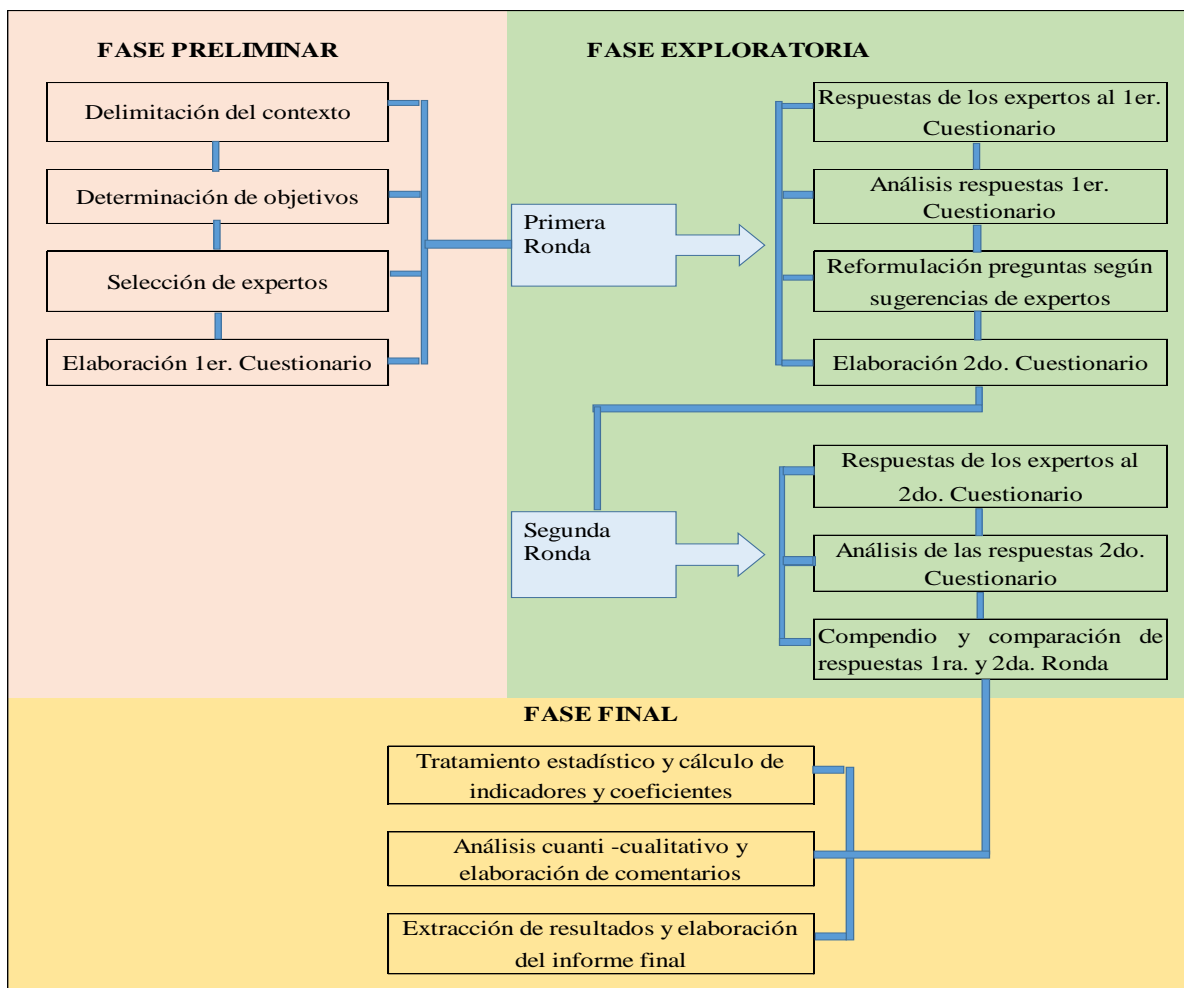 FASE PRELIMINAR
Delimitación del contexto
Determinación de objetivos
Selección de expertos
Elaboración 1er. Cuestionario
FASE EXPLORATORIA
Primera
Ronda
Respuestas de los expertos al 1er.
Cuestionario
Análisis respuestas 1er.
Cuestionario
Reformulación preguntas según
sugerencias de expertos
Elaboración 2do. Cuestionario
Segunda
Ronda
Respuestas de los expertos al
2do. Cuestionario
Análisis de las respuestas 2do.
Cuestionario
Compendio y comparación de
respuestas 1ra. y 2da. Ronda
FASE FINAL
Tratamiento estadístico y cálculo de
indicadores y coeficientes
Análisis cuanti -cualitativo y
elaboración de comentarios
Extracción de resultados y elaboración
del informe final